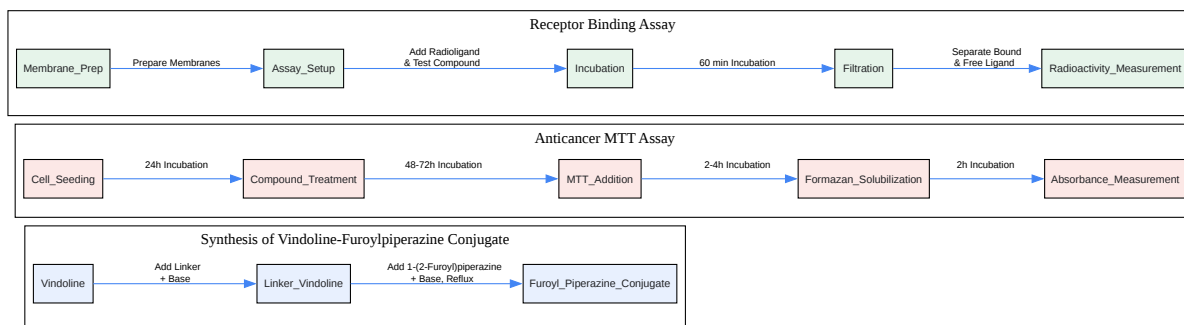 Receptor Binding Assay
Membrane_Prep
Prepare Membranes
Assay_Setup
Add Radioligand
& Test Compound
Incubation
60 min Incubation
Filtration
Separate Bound
& Free Ligand
Radioactivity_Measurement
Anticancer MTT Assay
Cell_Seeding
24h Incubation
Compound_Treatment
48-72h Incubation
MTT_Addition
2-4h Incubation
Formazan_Solubilization
2h Incubation
Absorbance_Measurement
Synthesis of Vindoline-Furoylpiperazine Conjugate
Vindoline
Add Linker
+ Base
Linker_Vindoline
Add 1-(2-Furoyl)piperazine
+ Base, Reflux
Furoyl_Piperazine_Conjugate